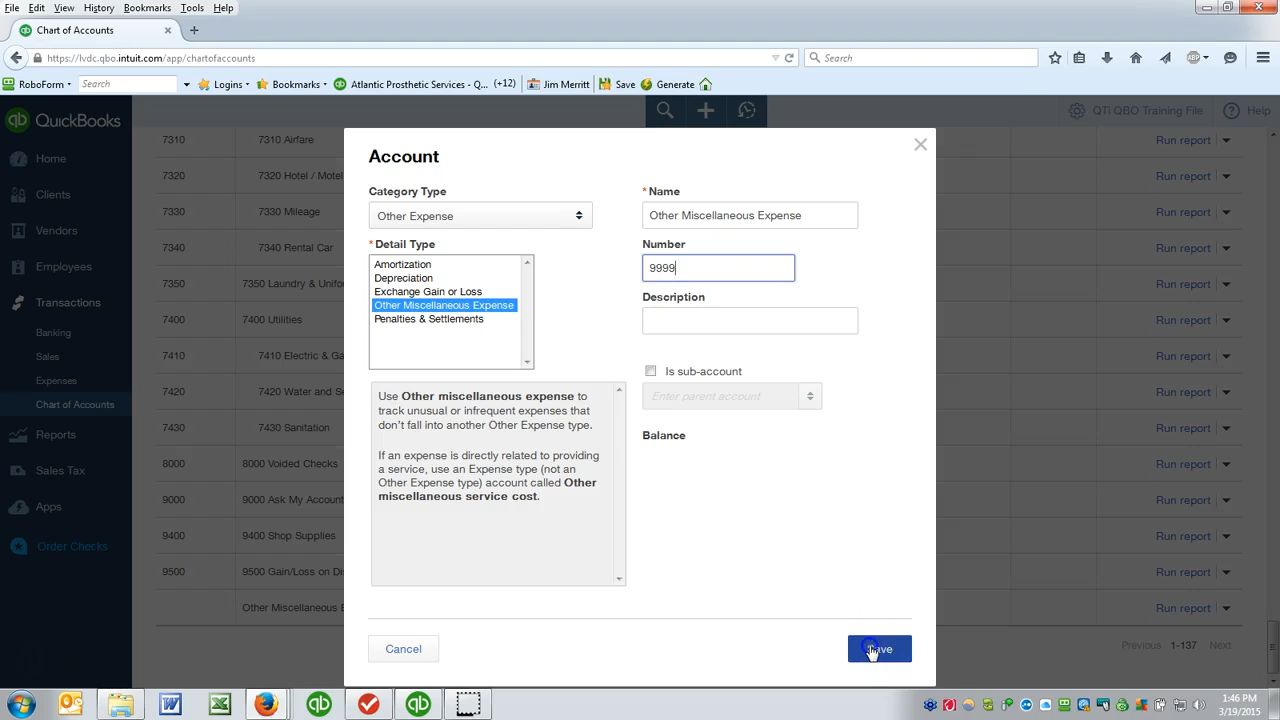 File Edit View History Bookmarks Tools Help
Chart of Accounts
https://lvdc.qbo.intuit.com/app/chartofaccounts
Search
RoboForm
Search
Logins
Bookmarks
Atlantic Prosthetic Services - Q... (+12)
Jim Merritt
Save
Generate
QuickBooks
QTi QBO Training File
Help
Home
Clients
Vendors
Employees
Transactions
Banking
Sales
Expenses
Chart of Accounts
Reports
Sales Tax
Apps
Order Checks
7310 7310 Airfare Run report
7320 7320 Hotel / Motel Run report
7330 7330 Mileage Run report
7340 7340 Rental Car Run report
7350 7350 Laundry & Unifo Run report
7400 7400 Utilities Run report
7410 7410 Electric & Ga Run report
7420 7420 Water and Se Run report
7430 7430 Sanitation Run report
8000 8000 Voided Checks Run report
9000 9000 Ask My Account Run report
9400 9400 Shop Supplies Run report
9500 9500 Gain/Loss on Dis Run report
Other Miscellaneous E Run report
Previous 1-137 Next
Account
Category Type
Other Expense
* Detail Type
Amortization
Depreciation
Exchange Gain or Loss
Other Miscellaneous Expense
Penalties & Settlements
Use Other miscellaneous expense to
track unusual or infrequent expenses that
don't fall into another Other Expense type.
If an expense is directly related to providing
a service, use an Expense type (not an
Other Expense type) account called Other
miscellaneous service cost.
* Name
Other Miscellaneous Expense
Number
9999
Description
Is sub-account
Enter parent account
Balance
Cancel
Save
1:46 PM
3/19/2015